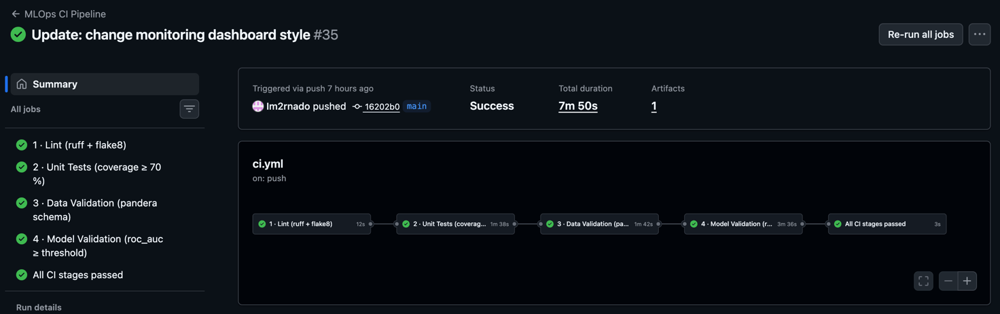 ← MLOps CI Pipeline
Update: change monitoring dashboard style #35
Re-run all jobs
Summary
All jobs
1 · Lint (ruff + flake8)
2 · Unit Tests (coverage ≥ 70
%)
3 · Data Validation (pandera
schema)
4 · Model Validation (roc_auc
≥ threshold)
All CI stages passed
Run details
Triggered via push 7 hours ago
Im2rnado pushed 16202b0 main
Status
Success
Total duration
7m 50s
Artifacts
1
ci.yml
on: push
1 · Lint (ruff + flake8) 12s
2 · Unit Tests (coverag... 1m 38s
3 · Data Validation (pa... 1m 42s
4 · Model Validation (r... 3m 36s
All CI stages passed 3s